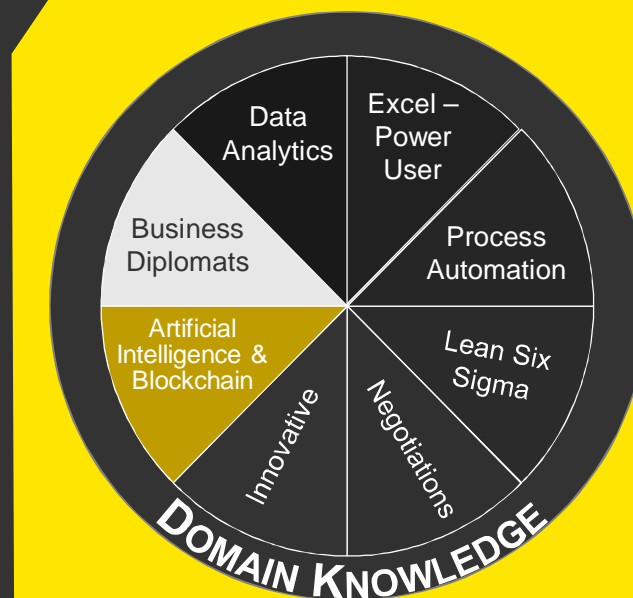 Data
Analytics
Excel –
Power
User
Business
Diplomats
Process
Automation
Artificial
Intelligence &
Blockchain
Lean Six
Sigma
Innovative
Negotiations
DOMAIN KNOWLEDGE